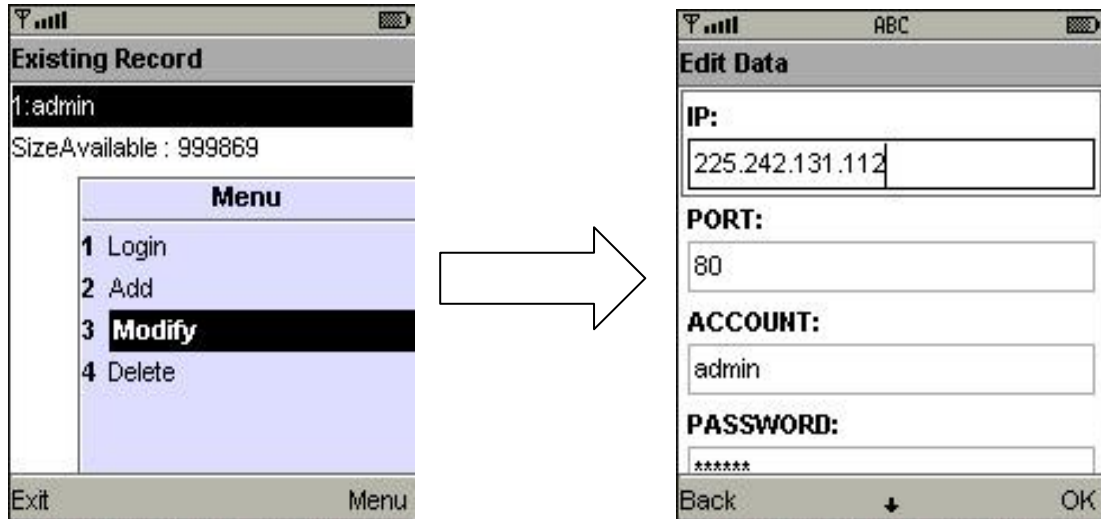 Existing Record
1:admin
SizeAvailable : 999869
Menu
1 Login
2 Add
3 Modify
4 Delete
Exit Menu
ABC
Edit Data
IP:
225.242.131.112
PORT:
80
ACCOUNT:
admin
PASSWORD:
******
Back OK